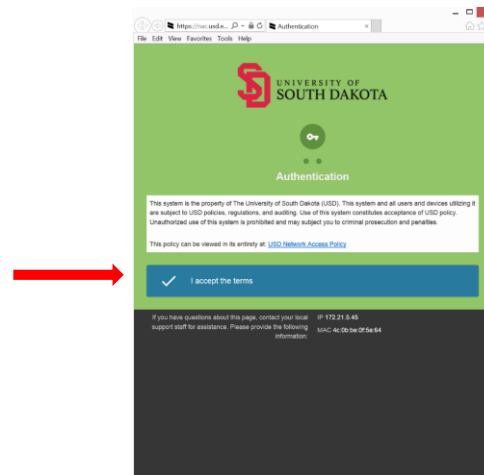 https://nac.usd.e...
Authentication
File Edit View Favorites Tools Help
UNIVERSITY OF
SOUTH DAKOTA
Authentication
This system is the property of The University of South Dakota (USD). This system and all users and devices utilizing it
are subject to USD policies, regulations, and auditing. Use of this system constitutes acceptance of USD policy.
Unauthorized use of this system is prohibited and may subject you to criminal prosecution and penalties.
This policy can be viewed in its entirety at: USD Network Access Policy
I accept the terms
If you have questions about this page, contact your local
support staff for assistance. Please provide the following
information:
IP 172.21.5.45
MAC 4c:0b:be:0f:5a:64